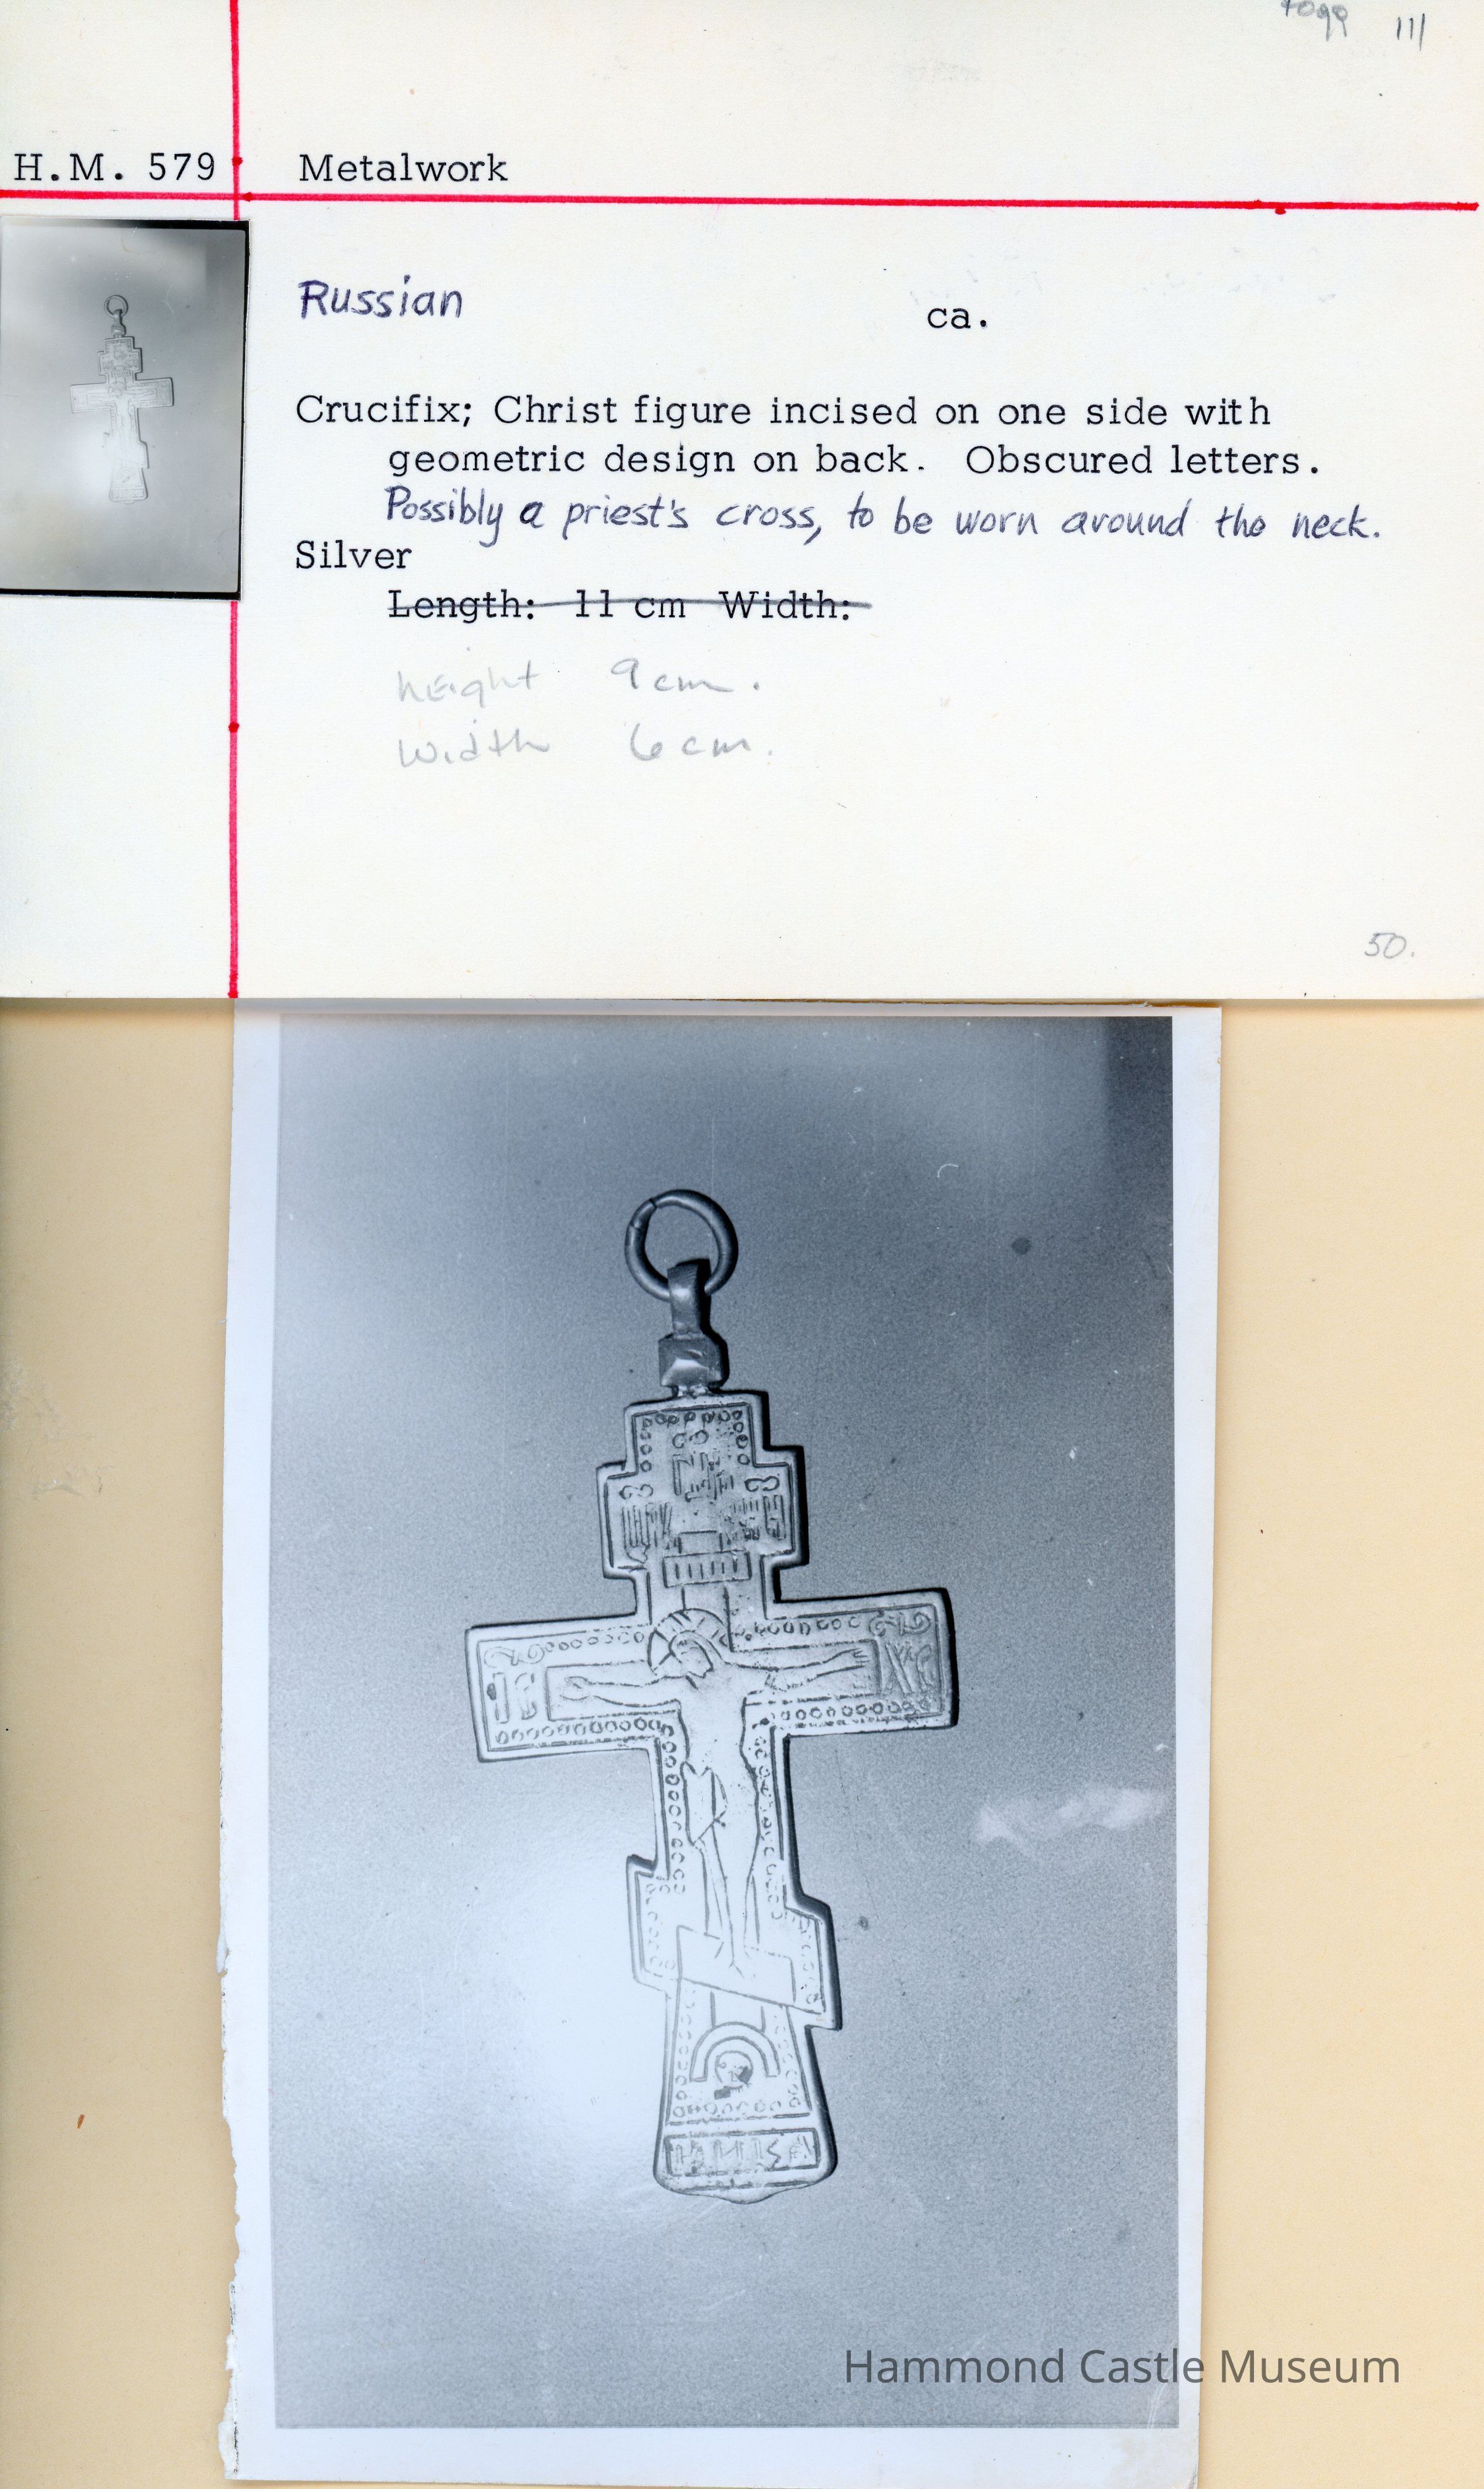 Fogg 111
H.M. 579 Metalwork
Russian
ca.
Crucifix; Christ figure incised on one side with
geometric design on back. Obscured letters.
Possibly a priest's cross, to be worn around the neck.
Silver
Length: 11 cm Width:
height 9 cm.
width 6 cm.
50.
Hammond Castle Museum